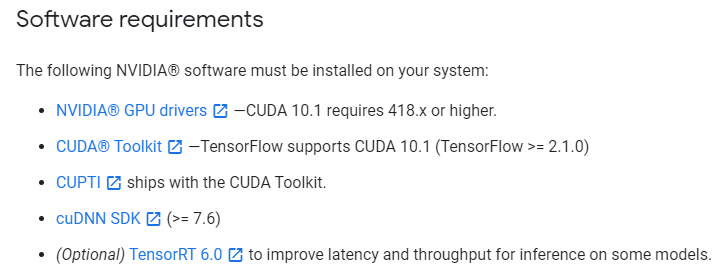 Software requirements
The following NVIDIA® software must be installed on your system:
• NVIDIA® GPU drivers —CUDA 10.1 requires 418.x or higher.
• CUDA® Toolkit —TensorFlow supports CUDA 10.1 (TensorFlow >= 2.1.0)
• CUPTI ships with the CUDA Toolkit.
• cuDNN SDK (>= 7.6)
• (Optional) TensorRT 6.0 to improve latency and throughput for inference on some models.